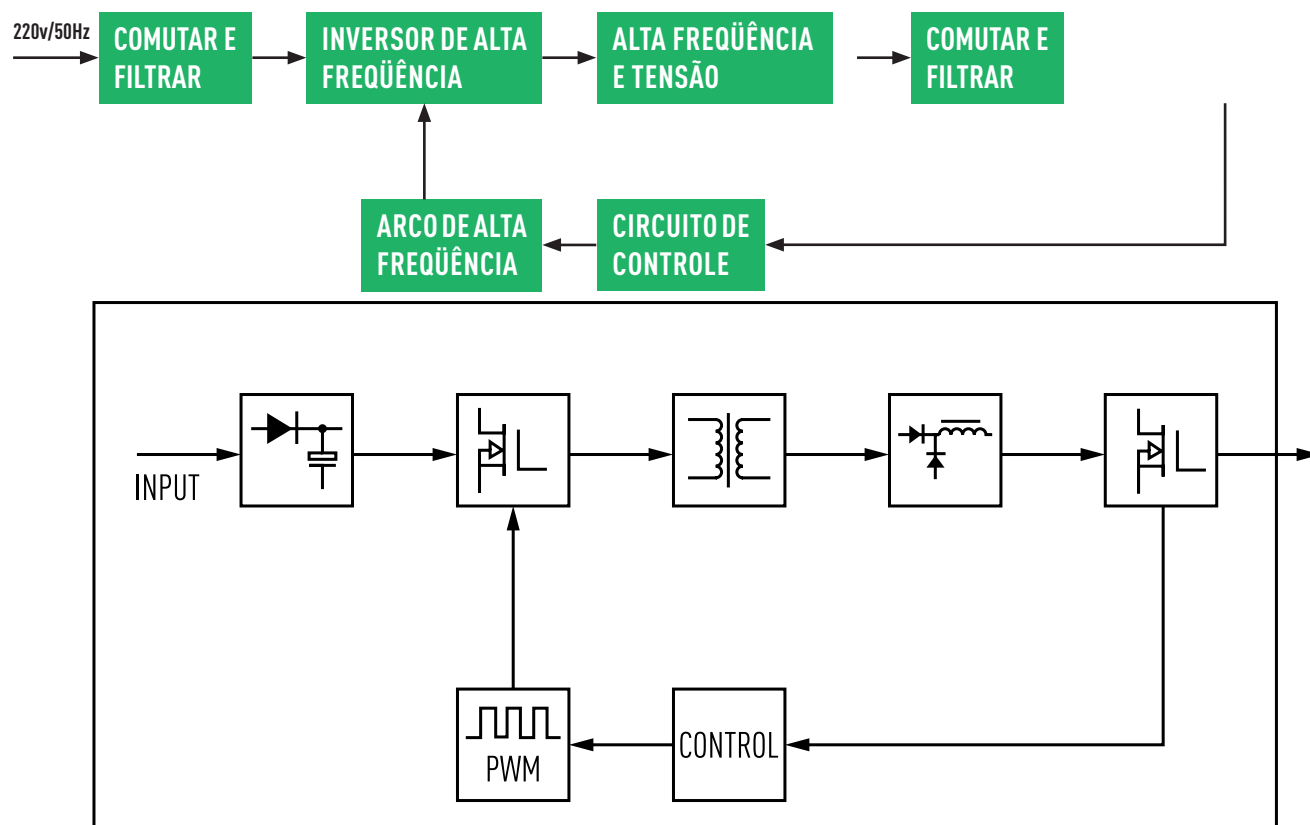 220v/50Hz
COMUTAR E
FILTRAR
INVERSOR DE ALTA
FREQÜÊNCIA
ALTA FREQÜÊNCIA
E TENSÃO
COMUTAR E
FILTRAR
ARCO DE ALTA
FREQÜÊNCIA
CIRCUITO DE
CONTROLE
INPUT
PWM
CONTROL